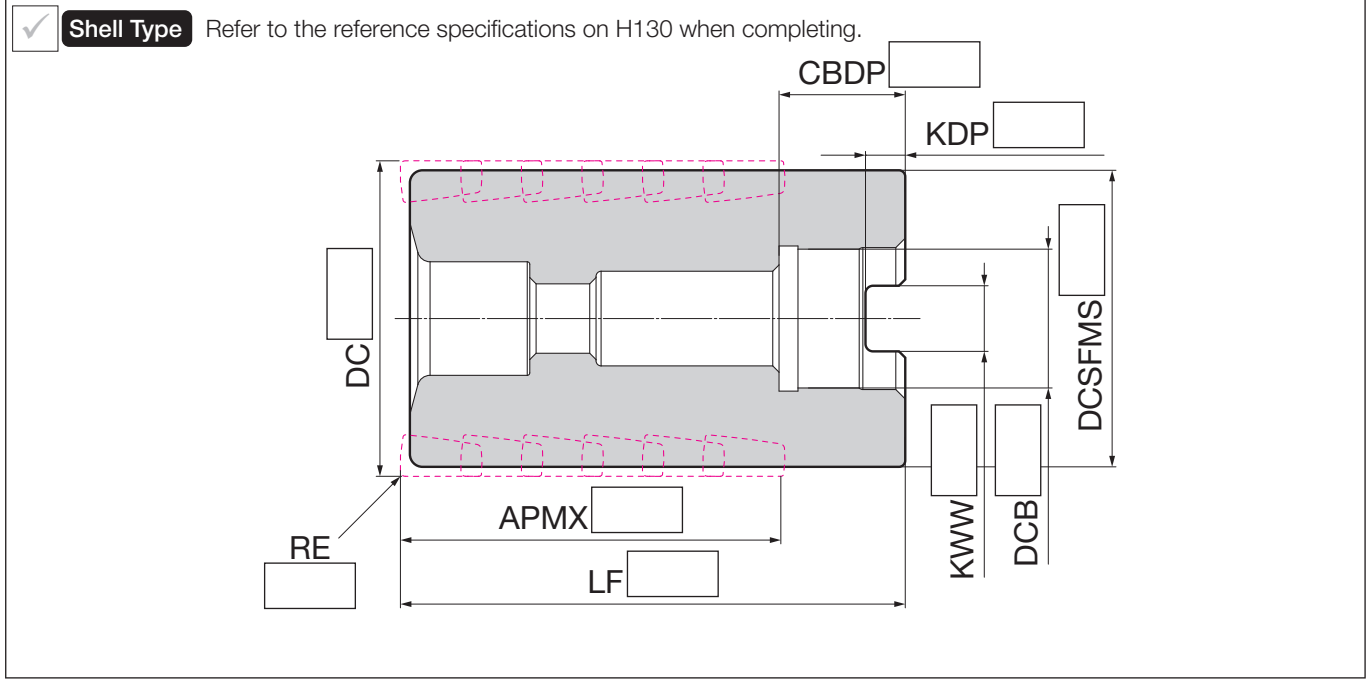 Shell Type Refer to the reference specifications on H130 when completing.
CBDP
KDP
DC
DCSFMS
KWW
DCB
APMX
RE
LF